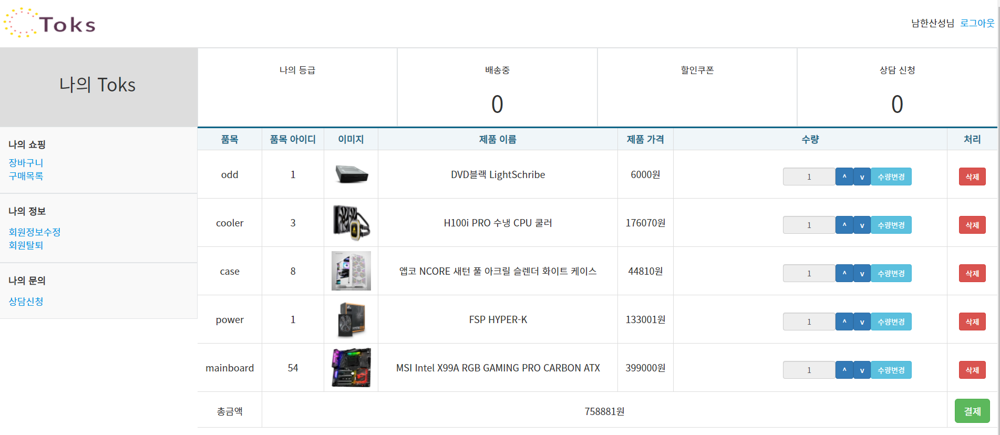 Toks
남한산성님 로그아웃
나의 Toks
나의 등급
배송중
0
할인쿠폰
상담 신청
0
나의 쇼핑
장바구니
구매목록
나의 정보
회원정보수정
회원탈퇴
나의 문의
상담신청
품목 품목 아이디 이미지 제품 이름 제품 가격 수량 처리
odd 1 DVD블랙 LightSchribe 6000원 1 ^ v 수량변경 삭제
cooler 3 H100i PRO 수냉 CPU 쿨러 176070원 1 ^ v 수량변경 삭제
case 8 앱코 NCORE 새턴 풀 아크릴 슬렌더 화이트 케이스 44810원 1 ^ v 수량변경 삭제
power 1 FSP HYPER-K 133001원 1 ^ v 수량변경 삭제
mainboard 54 MSI Intel X99A RGB GAMING PRO CARBON ATX 399000원 1 ^ v 수량변경 삭제
총금액 758881원 결제